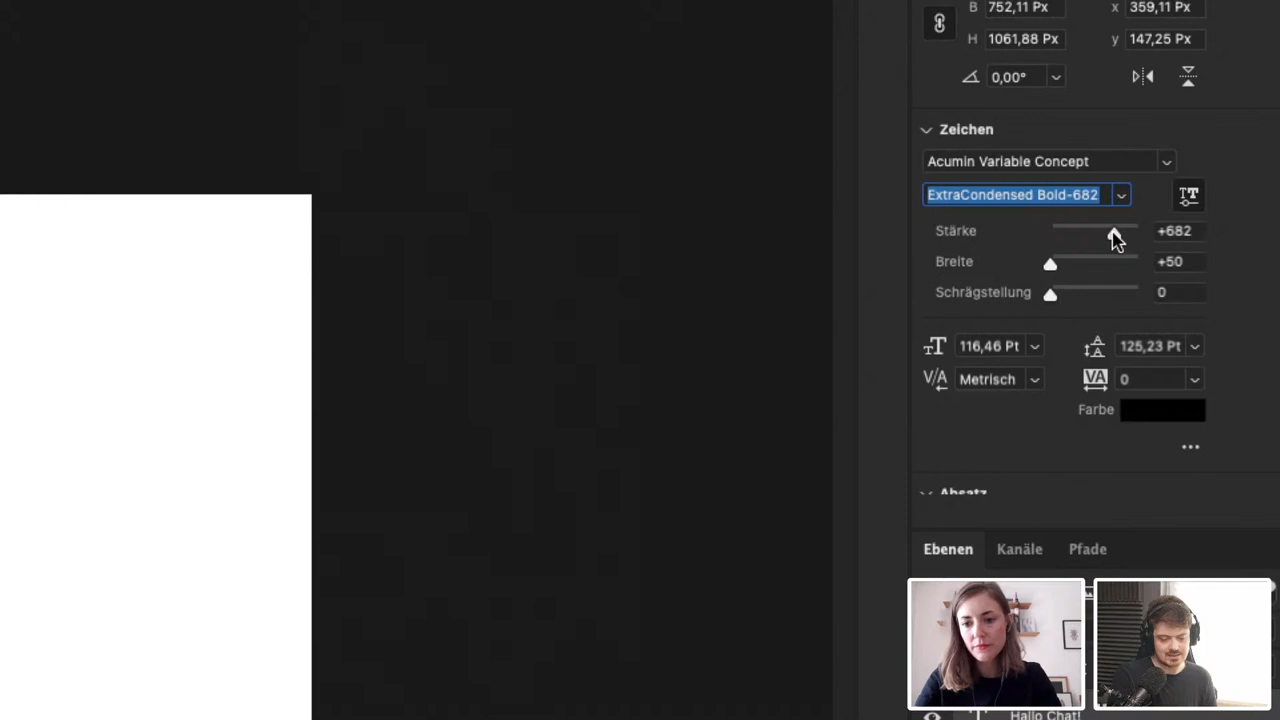 B 752,11 Px x 359,11 Px
H 1061,88 Px y 147,25 Px
0,00°
Zeichen
Acumin Variable Concept
ExtraCondensed Bold-682
Stärke +682
Breite +50
Schrägstellung 0
116,46 Pt 125,23 Pt
Metrisch VA 0
Farbe
Absatz
Ebenen Kanäle Pfade
Hallo Chat!